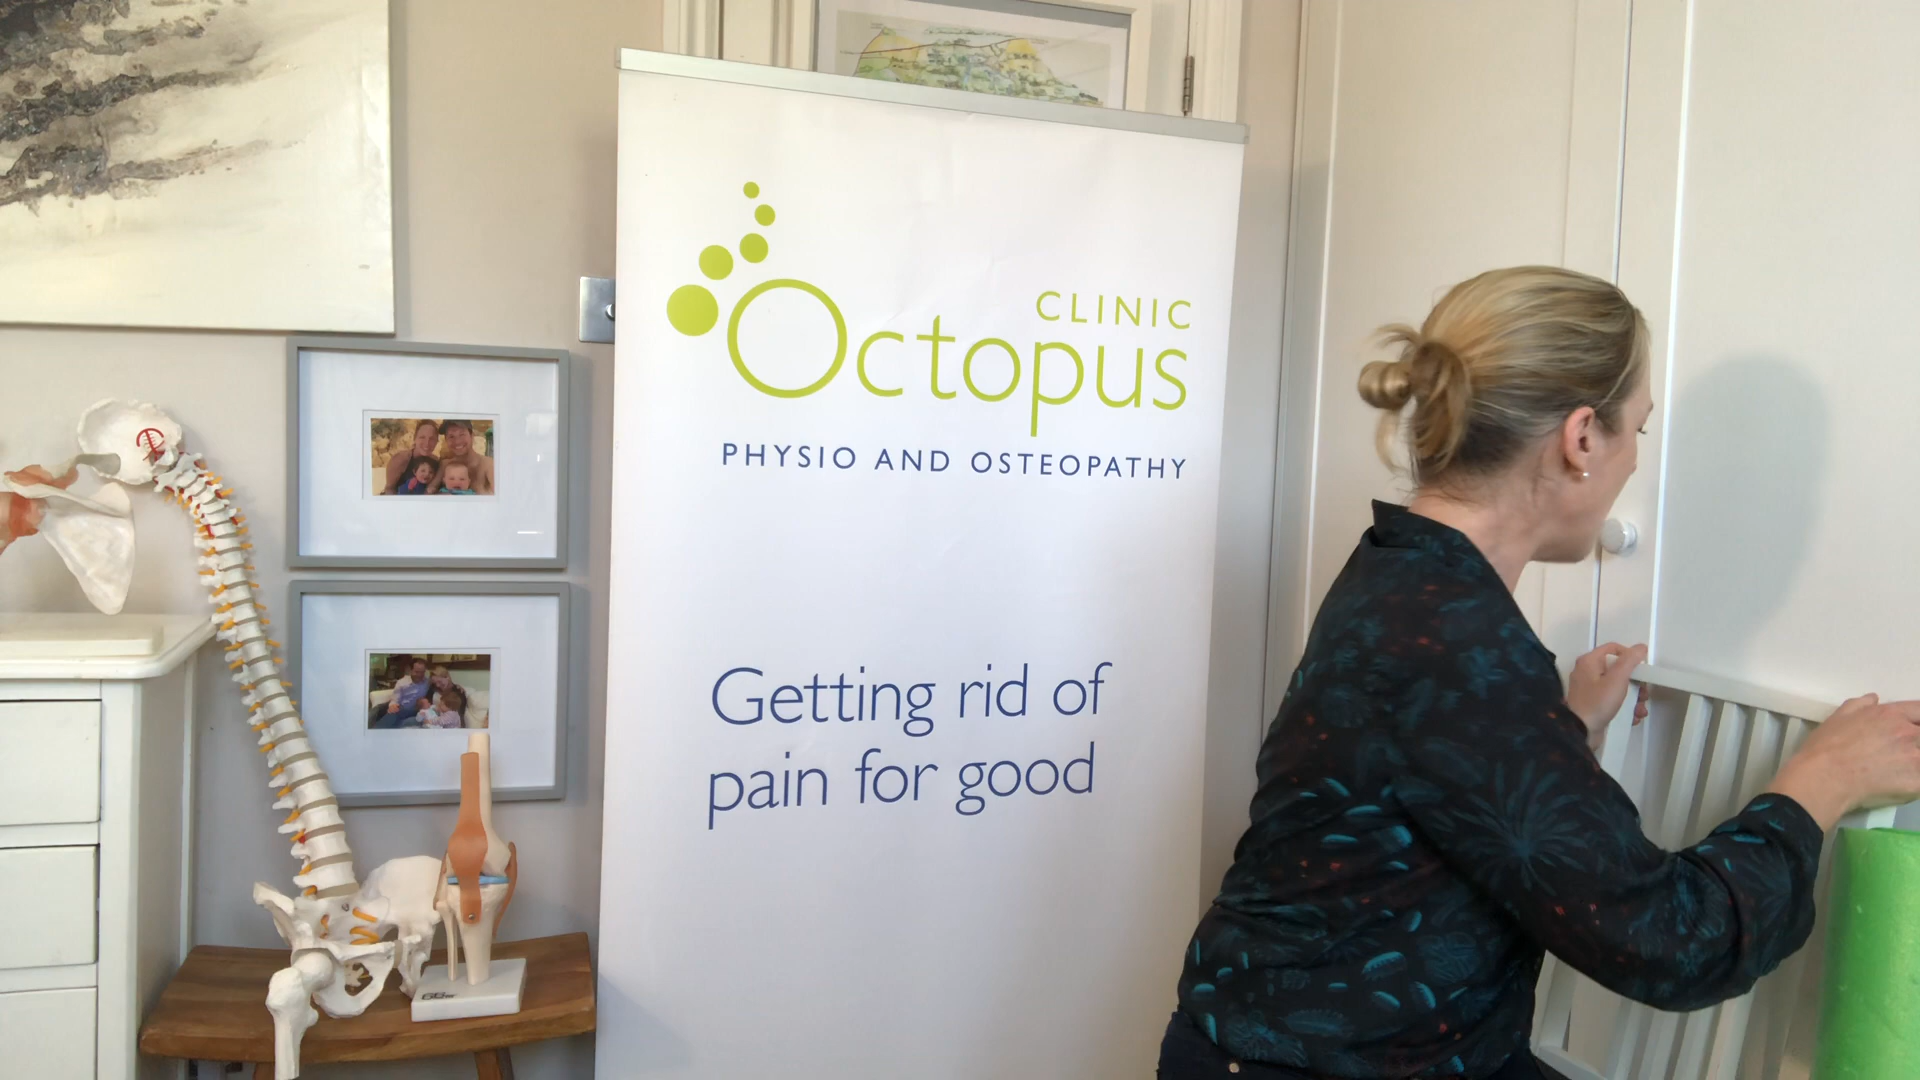 CLINIC
Octopus
PHYSIO AND OSTEOPATHY
Getting rid of
pain for good